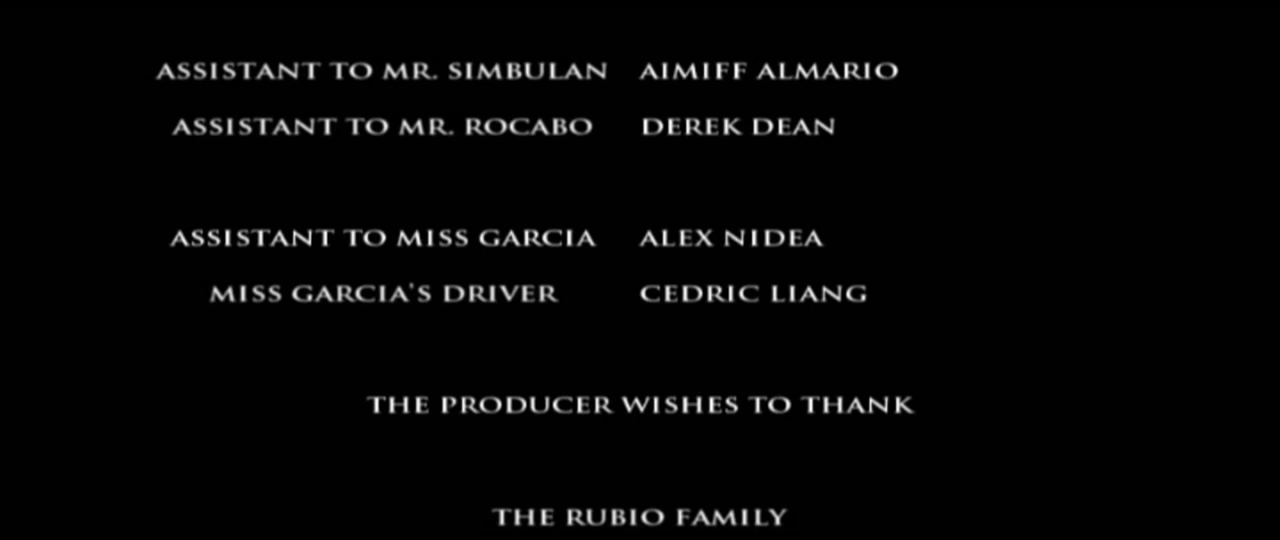 ASSISTANT TO MR. SIMBULAN AIMIFF ALMARIO
ASSISTANT TO MR. ROCABO DEREK DEAN
ASSISTANT TO MISS GARCIA ALEX NIDEA
MISS GARCIA'S DRIVER CEDRIC LIANG
THE PRODUCER WISHES TO THANK
THE RUBIO FAMILY